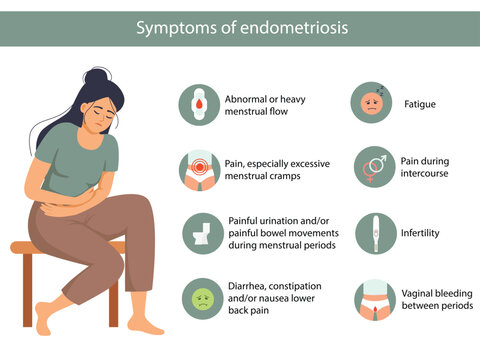 Symptoms of endometriosis
Abnormal or heavy
menstrual flow
Pain, especially excessive
menstrual cramps
Painful urination and/or
painful bowel movements
during menstrual periods
Diarrhea, constipation
and/or nausea lower
back pain
z
z
z
Fatigue
Pain during
intercourse
Infertility
Vaginal bleeding
between periods